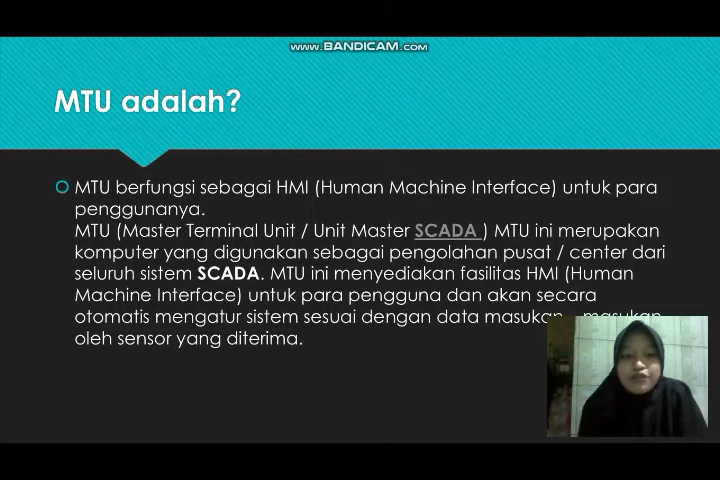 www.BANDICAM.com
MTU adalah?
MTU berfungsi sebagai HMI (Human Machine Interface) untuk para
penggunanya.
MTU (Master Terminal Unit / Unit Master SCADA ) MTU ini merupakan
komputer yang digunakan sebagai pengolahan pusat / center dari
seluruh sistem SCADA. MTU ini menyediakan fasilitas HMI (Human
Machine Interface) untuk para pengguna dan akan secara
otomatis mengatur sistem sesuai dengan data masukan – masukan
oleh sensor yang diterima.